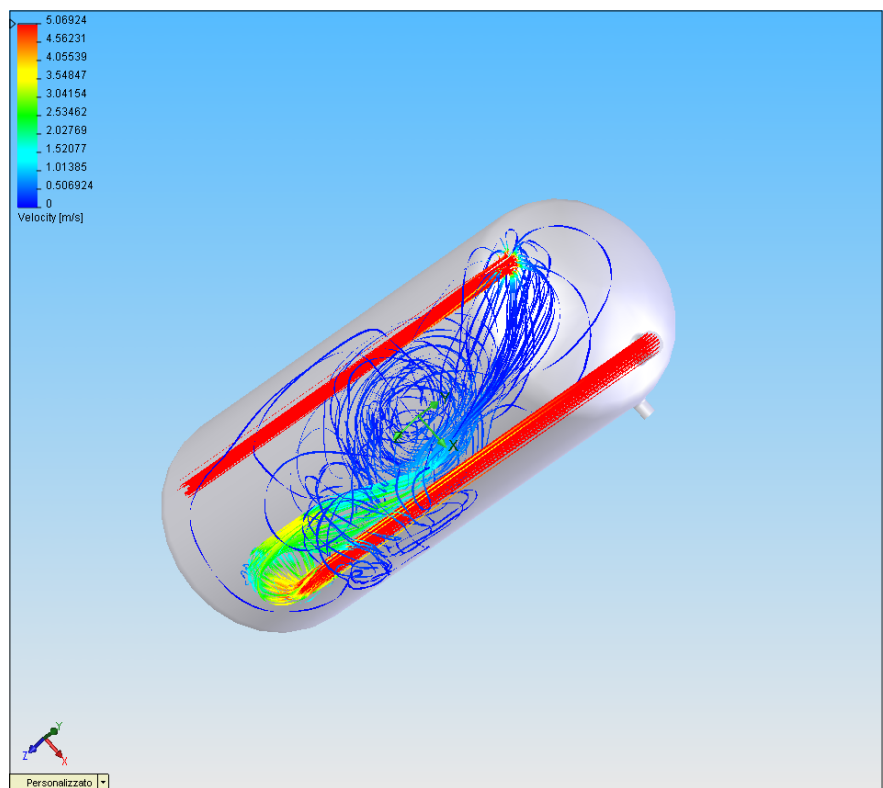 5.06924
4.56231
4.05539
3.54847
3.04154
2.53462
2.02769
1.52077
1.01385
0.506924
0
Velocity [m/s]
X
Y
Z
X
Personalizzato